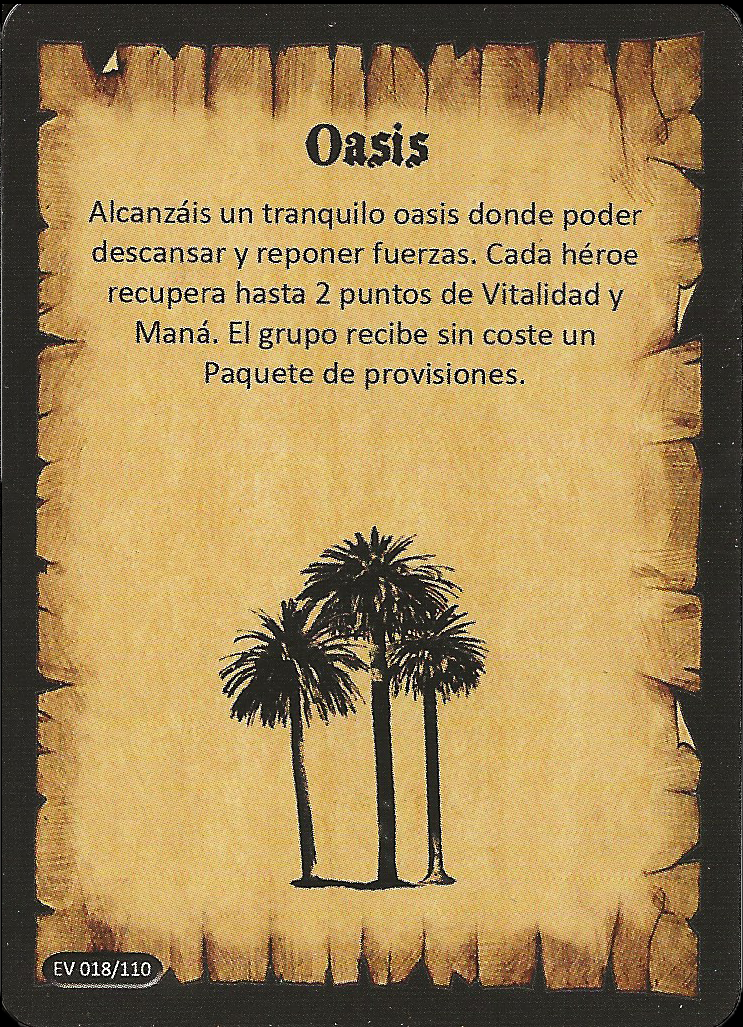 Oasis
Alcanzáis un tranquilo oasis donde poder
descansar y reponer fuerzas. Cada héroe
recupera hasta 2 puntos de Vitalidad y
Maná. El grupo recibe sin coste un
Paquete de provisiones.
EV 018/110